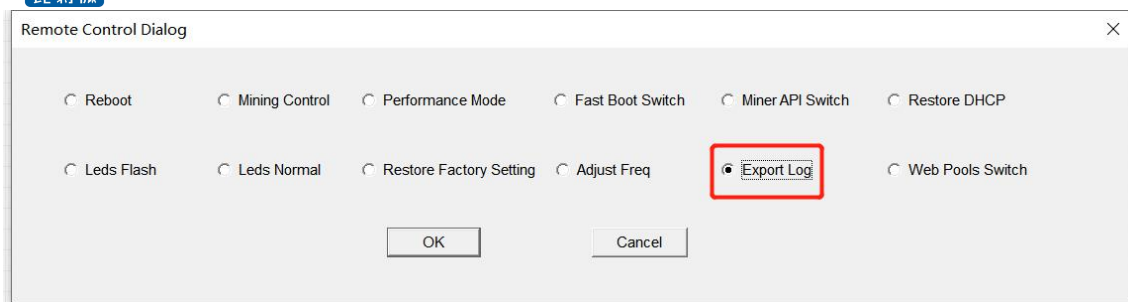 Remote Control Dialog
Reboot Mining Control Performance Mode Fast Boot Switch Miner API Switch Restore DHCP
Leds Flash Leds Normal Restore Factory Setting Adjust Freq Export Log Web Pools Switch
OK Cancel